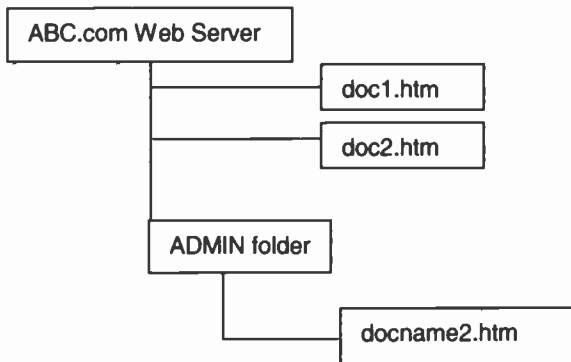 ABC.com Web Server
doc1.htm
doc2.htm
ADMIN folder
docname2.htm